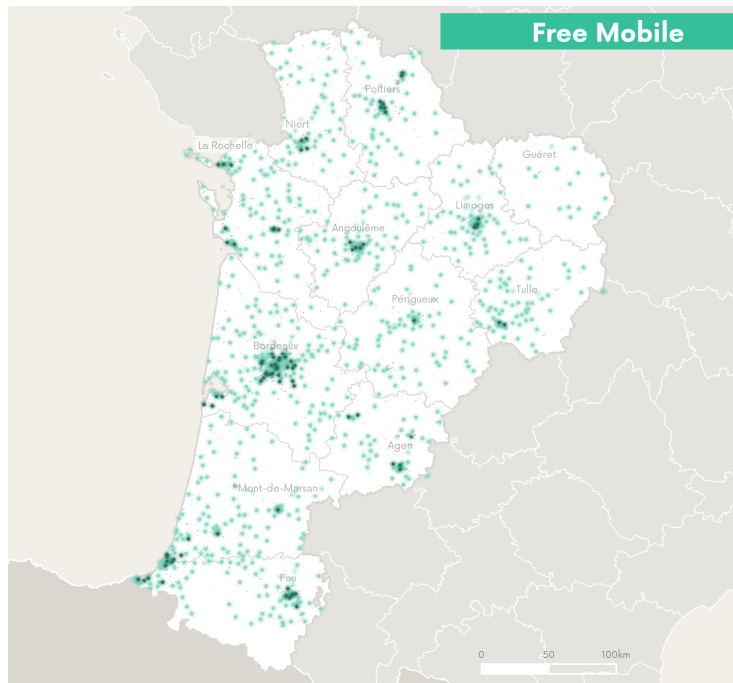 Free Mobile
Poitiers
Niort
La Rochelle
Guéret
Limoges
Angoulême
Tulle
Périgueux
Bordeaux
Agen
Mont-de-Marsan
Pau
0 50 100km